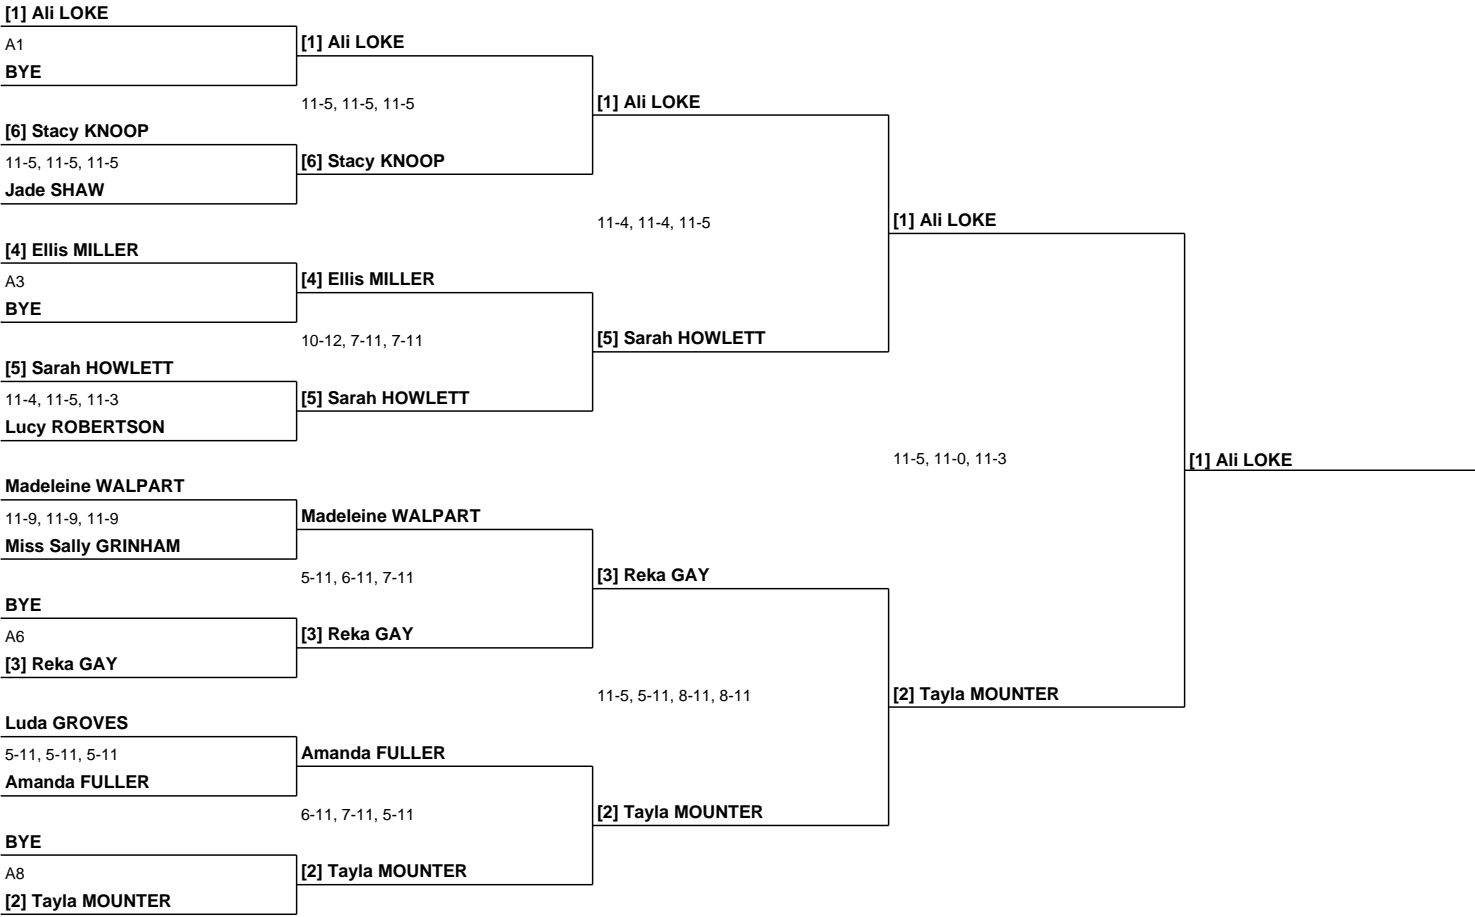 [1] Ali LOKE
A1
BYE
[6] Stacy KNOOP
11-5, 11-5, 11-5
Jade SHAW
[4] Ellis MILLER
A3
BYE
[5] Sarah HOWLETT
11-4, 11-5, 11-3
Lucy ROBERTSON
Madeleine WALPART
11-9, 11-9, 11-9
Miss Sally GRINHAM
BYE
A6
[3] Reka GAY
Luda GROVES
5-11, 5-11, 5-11
Amanda FULLER
BYE
A8
[2] Tayla MOUNTER
[1] Ali LOKE
11-5, 11-5, 11-5
[6] Stacy KNOOP
[4] Ellis MILLER
10-12, 7-11, 7-11
[5] Sarah HOWLETT
Madeleine WALPART
5-11, 6-11, 7-11
[3] Reka GAY
Amanda FULLER
6-11, 7-11, 5-11
[2] Tayla MOUNTER
[1] Ali LOKE
11-4, 11-4, 11-5
[5] Sarah HOWLETT
[3] Reka GAY
11-5, 5-11, 8-11, 8-11
[2] Tayla MOUNTER
[1] Ali LOKE
11-5, 11-0, 11-3
[2] Tayla MOUNTER
[1] Ali LOKE